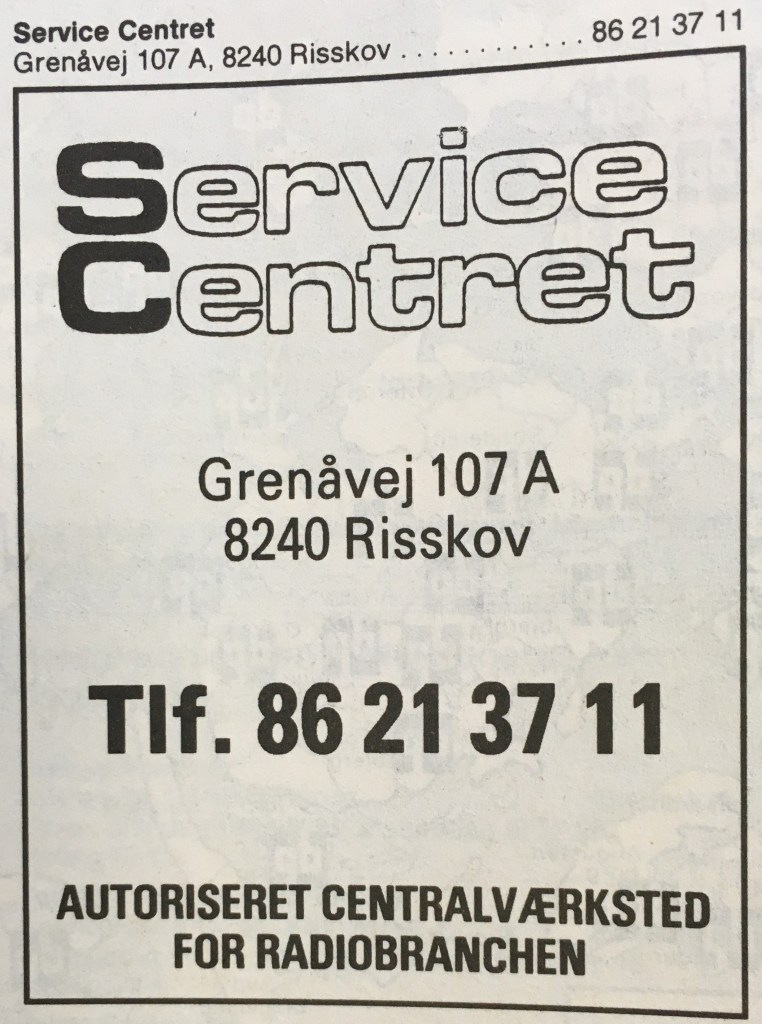 Service Centret
Grenåvej 107 A, 8240 Risskov . . . . . . . . . . . . . 86 21 37 11
Service
Centret
Grenåvej 107 A
8240 Risskov
Tlf. 86 21 37 11
AUTORISERET CENTRALVÆRKSTED
FOR RADIOBRANCHEN